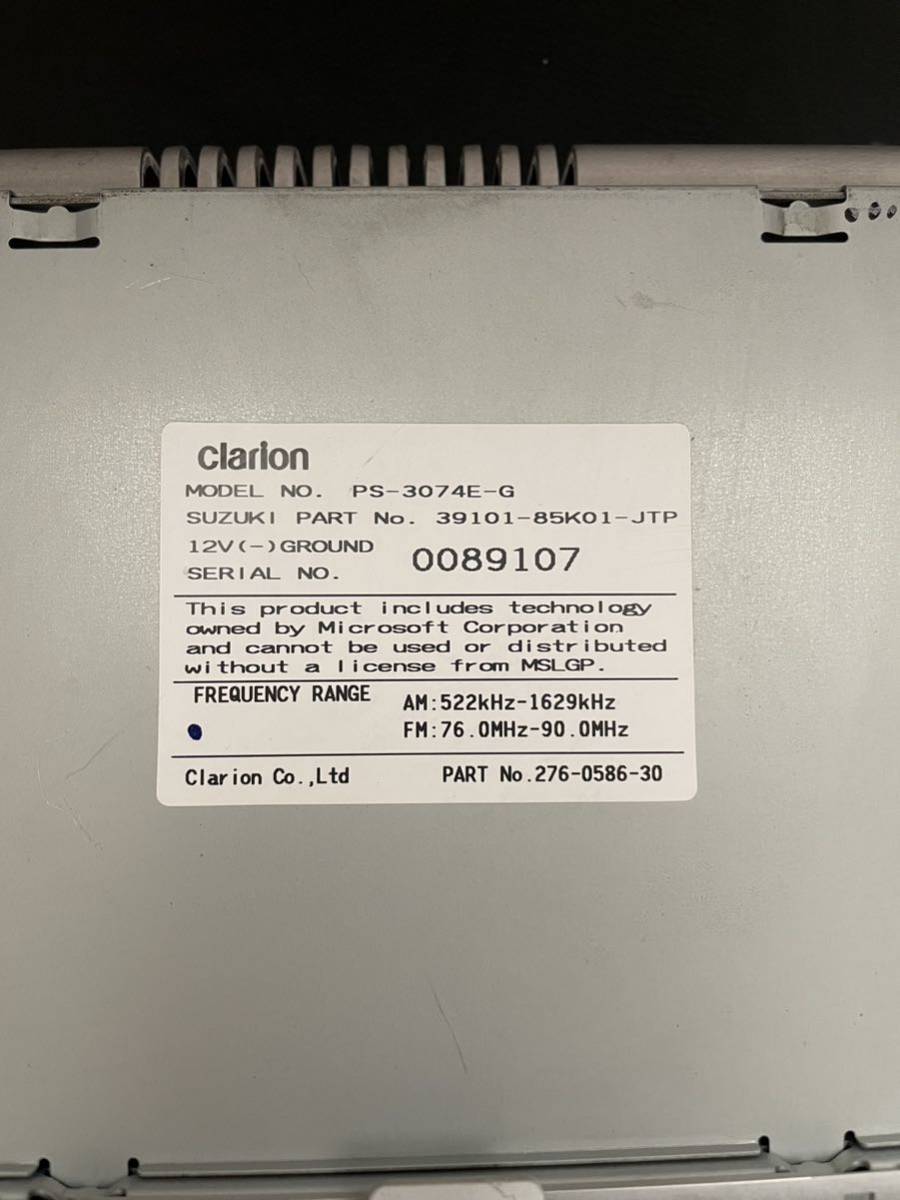 clarion
MODEL NO. PS-3074E-G
SUZUKI PART No. 39101-85K01-JTP
12V(-)GROUND
SERIAL NO. 0089107
This product includes technology
owned by Microsoft Corporation
and cannot be used or distributed
without a license from MSLGP.
FREQUENCY RANGE AM:522kHz-1629kHz
FM:76.0MHz-90.0MHz
Clarion Co.,Ltd PART No.276-0586-30